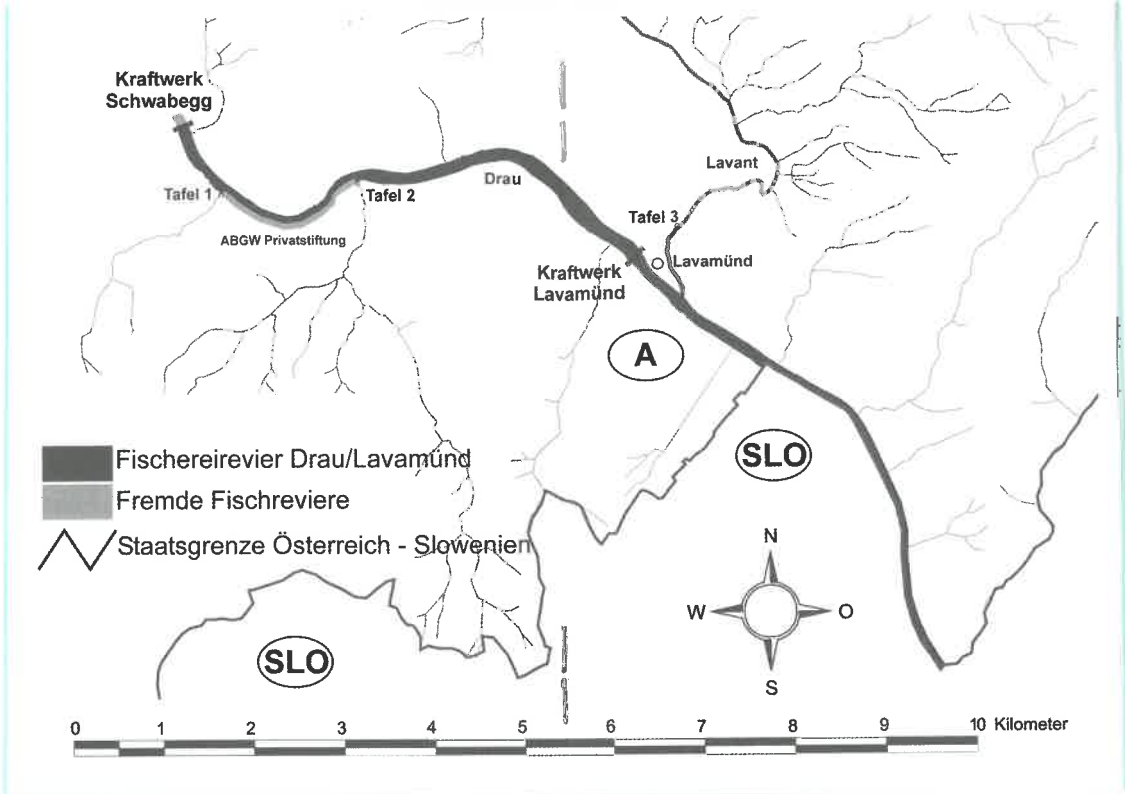 Kraftwerk
Schwabegg
Lavant
Drau
Tafel 1
Tafel 2
Tafel 3
ABGW Privatstiftung
Lavamünd
Kraftwerk
Lavamünd
A
SLO
Fischereirevier Drau/Lavamünd
Fremde Fischreviere
Staatsgrenze Österreich - Slowenien
N
W
O
S
SLO
0 1 2 3 4 5 6 7 8 9 10 Kilometer